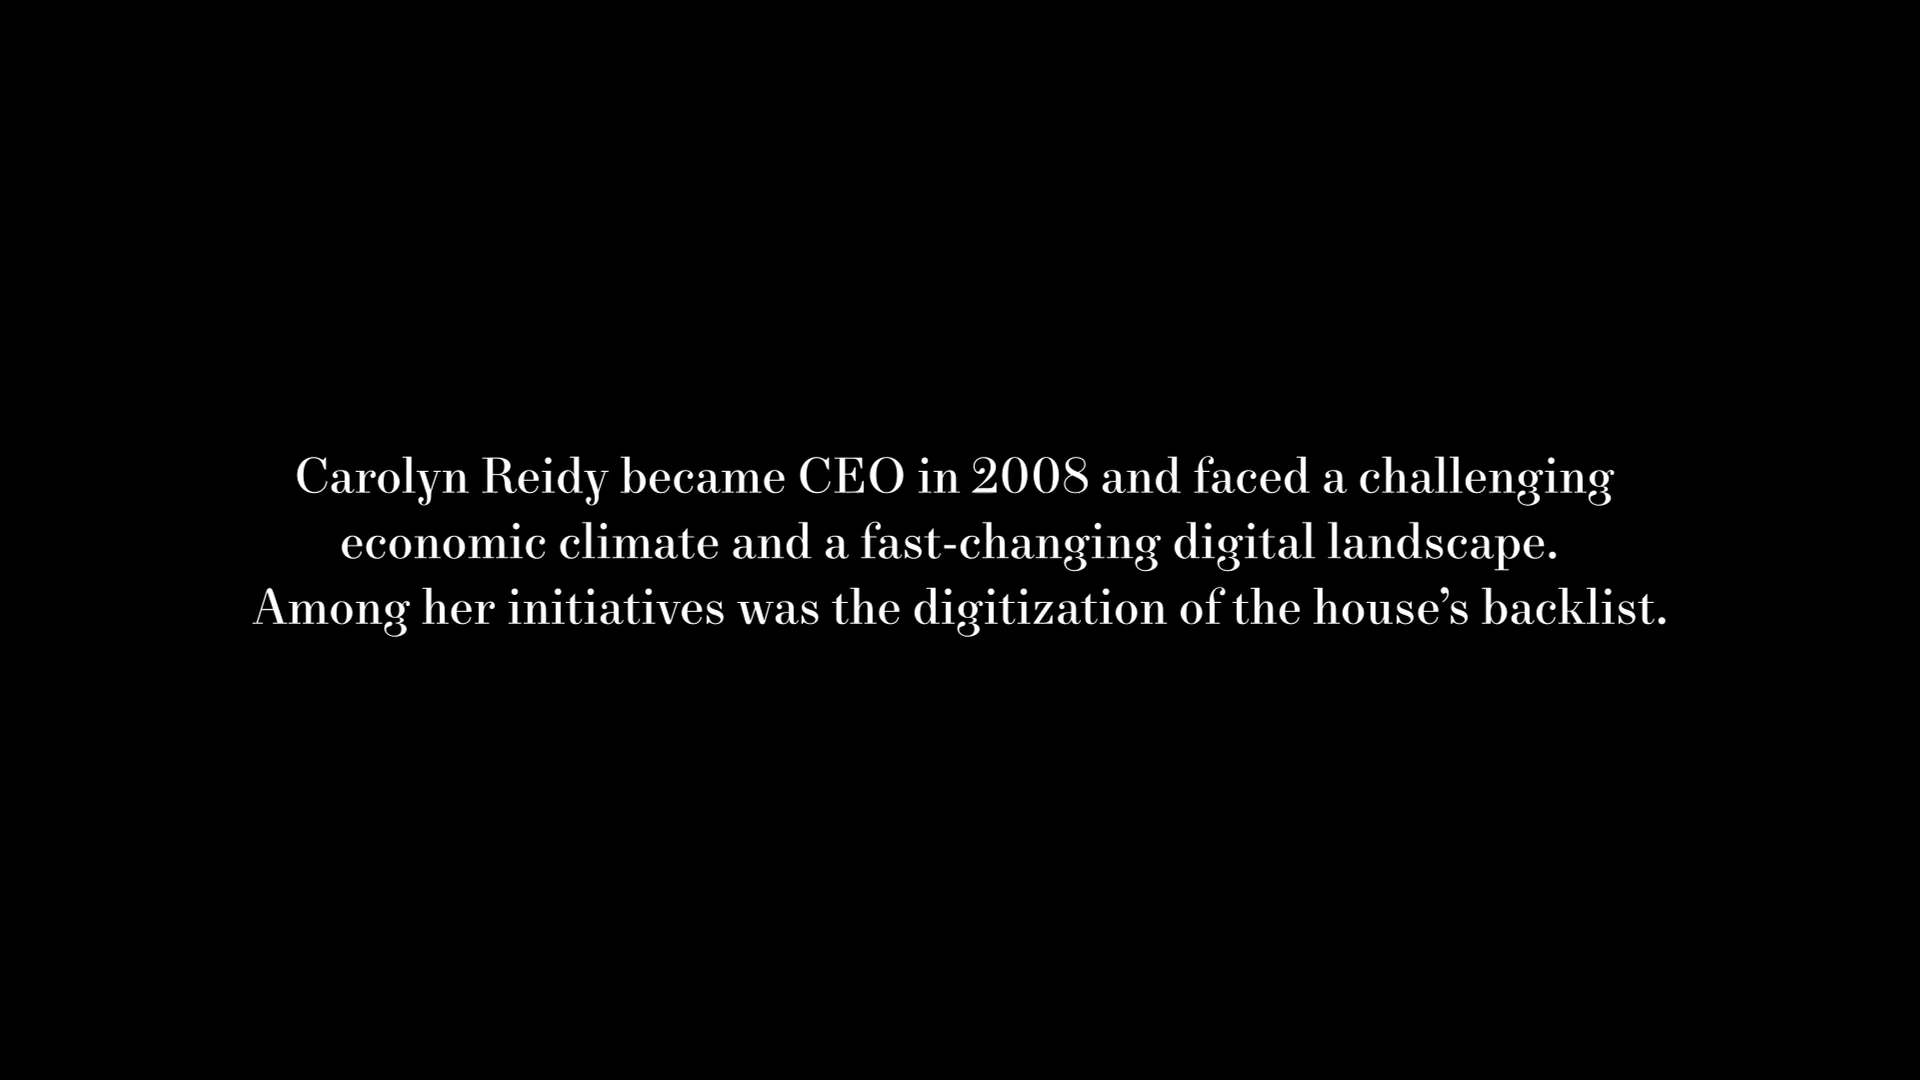 Carolyn Reidy became CEO in 2008 and faced a challenging
economic climate and a fast-changing digital landscape.
Among her initiatives was the digitization of the house’s backlist.